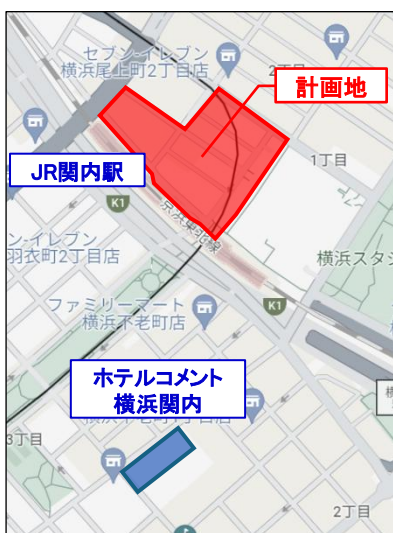 セブン-イレブン
横浜尾上町2丁目店
2丁目
計画地
1丁目
JR関内駅
K1
京浜東北線
ン-イレブン
羽衣町2丁目店
横浜スタジ
ファミリーマート
横浜不老町店
K1
ホテルコメント
横浜関内
3丁目
2丁目